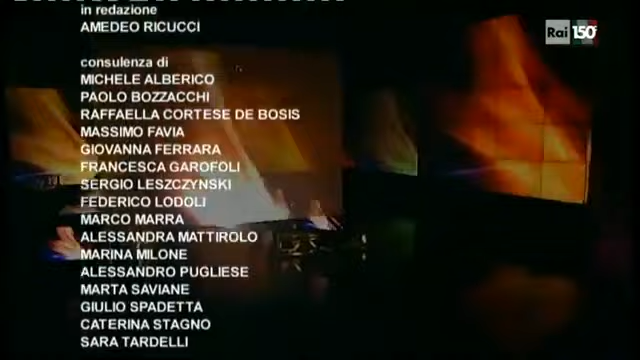 in redazione
AMEDEO RICUCCI
Rai 150°
consulenza di
MICHELE ALBERICO
PAOLO BOZZACCHI
RAFFAELLA CORTESE DE BOSIS
MASSIMO FAVIA
GIOVANNA FERRARA
FRANCESCA GAROFOLI
SERGIO LESZCZYNSKI
FEDERICO LODOLI
MARCO MARRA
ALESSANDRA MATTIROLO
MARINA MILONE
ALESSANDRO PUGLIESE
MARTA SAVIANE
GIULIO SPADETTA
CATERINA STAGNO
SARA TARDELLI